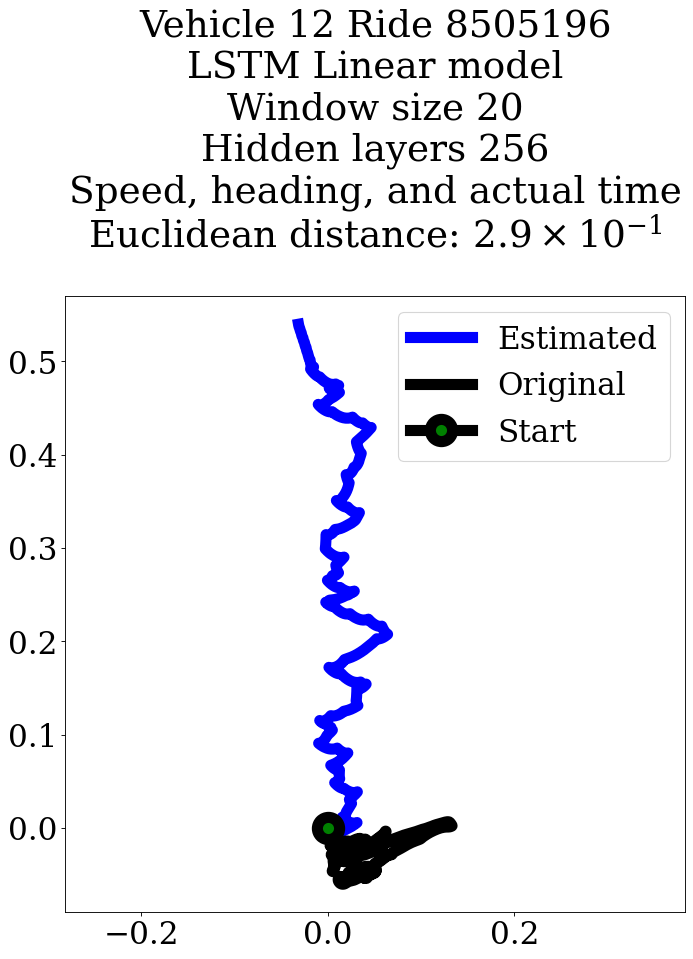 Vehicle 12 Ride 8505196
LSTM Linear model
Window size 20
Hidden layers 256
Speed, heading, and actual time
Euclidean distance: 2.9 × 10⁻¹
Estimated
Original
Start
0.5
0.4
0.3
0.2
0.1
0.0
−0.2 0.0 0.2